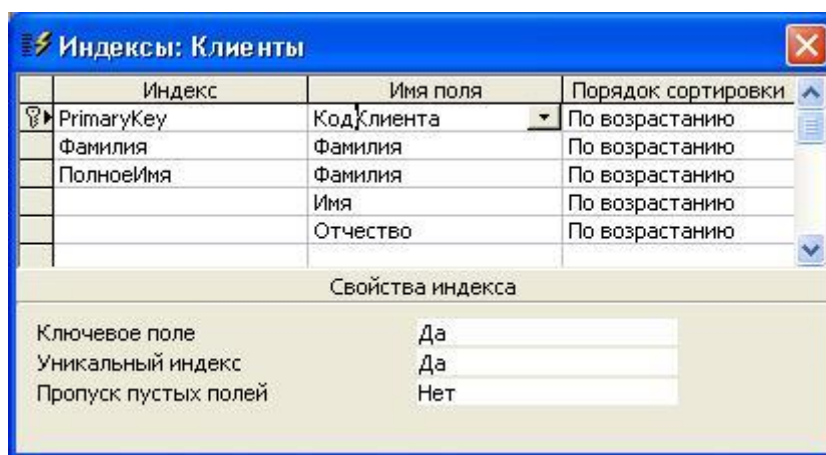 Индексы: Клиенты
Индекс Имя поля Порядок сортировки
PrimaryKey КодКлиента По возрастанию
Фамилия Фамилия По возрастанию
ПолноеИмя Фамилия По возрастанию
Имя По возрастанию
Отчество По возрастанию
Свойства индекса
Ключевое поле Да
Уникальный индекс Да
Пропуск пустых полей Нет